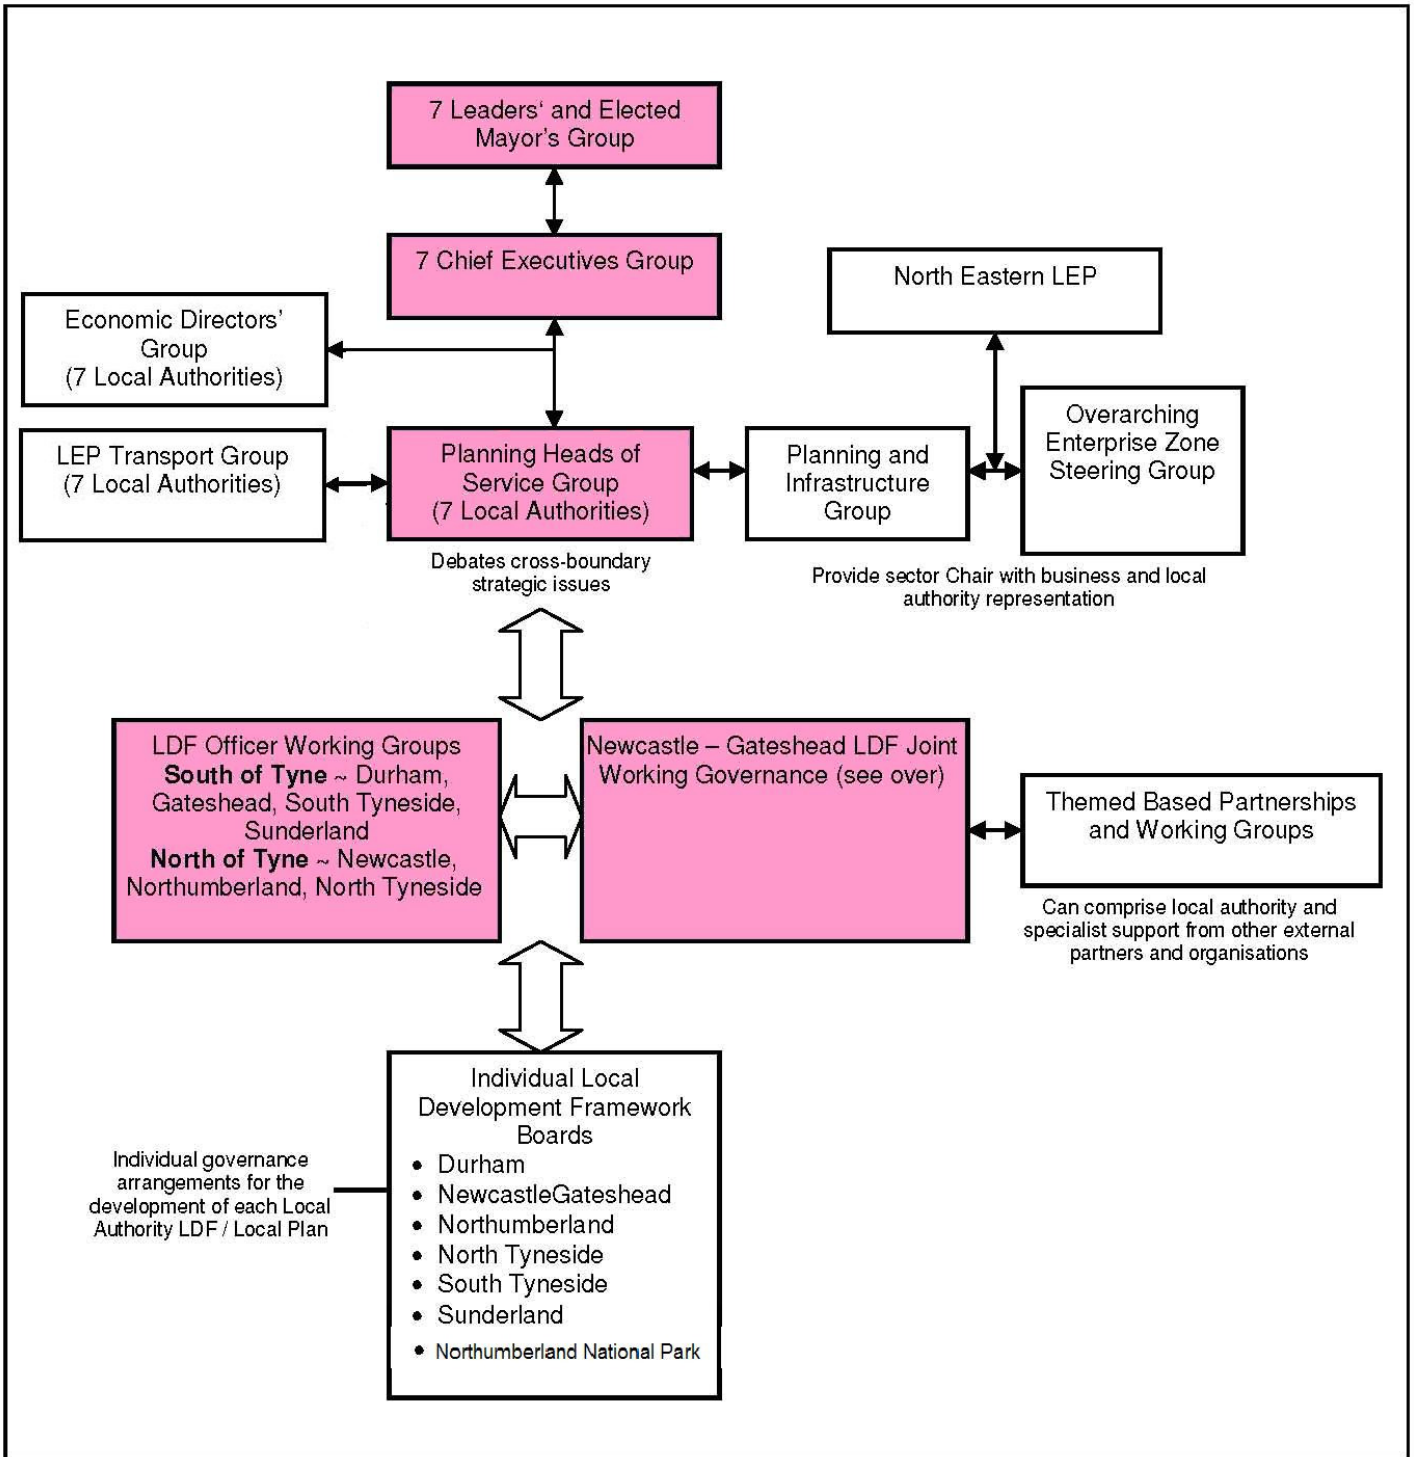 7 Leaders‘ and Elected
Mayor’s Group
7 Chief Executives Group
North Eastern LEP
Economic Directors’
Group
(7 Local Authorities)
LEP Transport Group
(7 Local Authorities)
Planning Heads of
Service Group
(7 Local Authorities)
Planning and
Infrastructure
Group
Overarching
Enterprise Zone
Steering Group
Debates cross-boundary
strategic issues
Provide sector Chair with business and local
authority representation
LDF Officer Working Groups
South of Tyne ~ Durham,
Gateshead, South Tyneside,
Sunderland
North of Tyne ~ Newcastle,
Northumberland, North Tyneside
Newcastle – Gateshead LDF Joint
Working Governance (see over)
Themed Based Partnerships
and Working Groups
Can comprise local authority and
specialist support from other external
partners and organisations
Individual Local
Development Framework
Boards
• Durham
• NewcastleGateshead
• Northumberland
• North Tyneside
• South Tyneside
• Sunderland
• Northumberland National Park
Individual governance
arrangements for the
development of each Local
Authority LDF / Local Plan